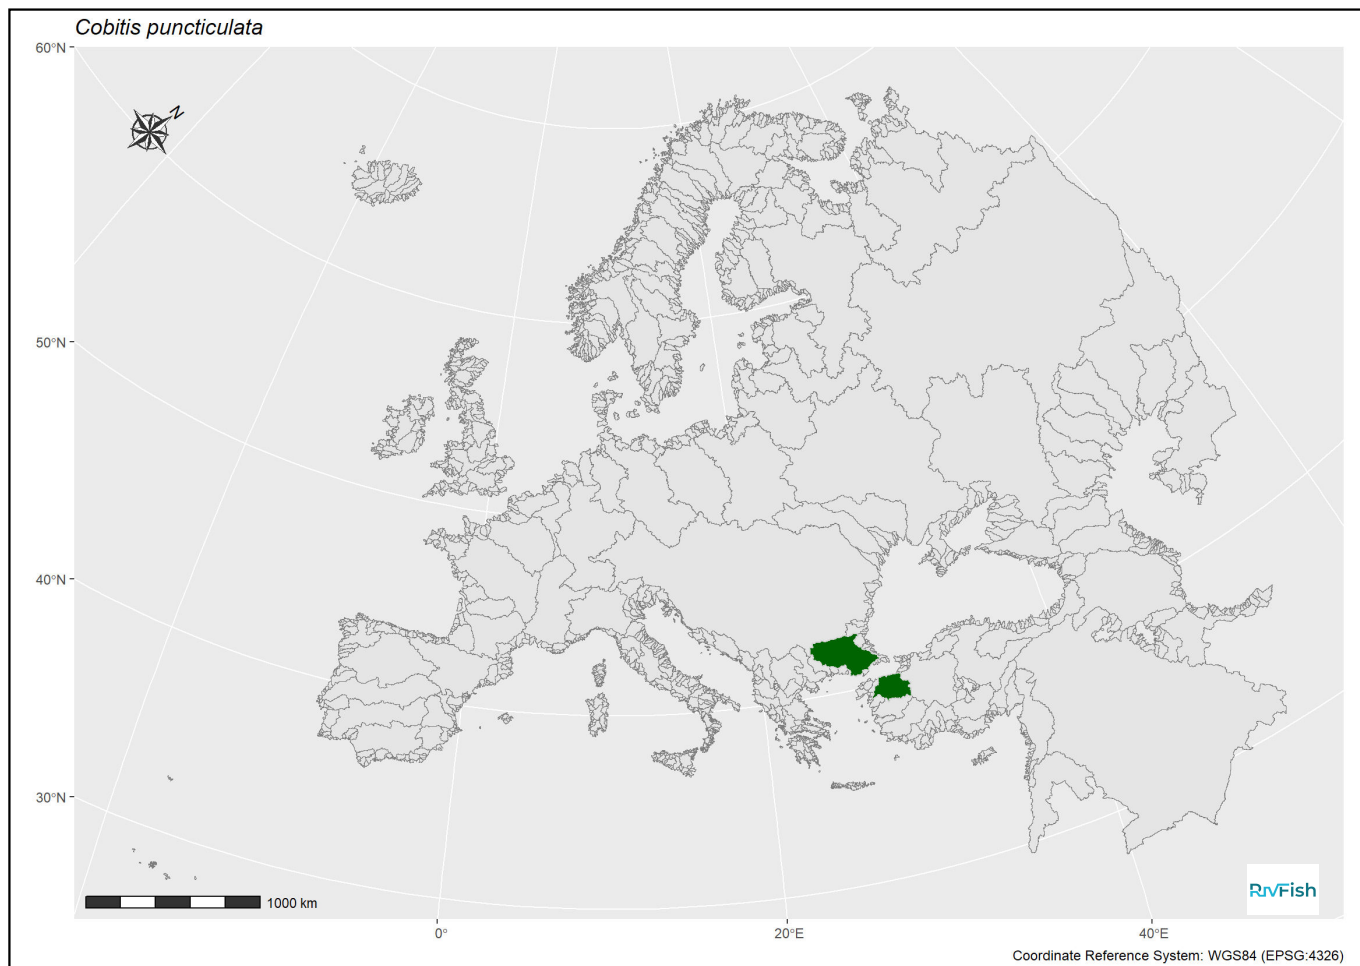 Cobitis puncticulata
60°N
N
50°N
40°N
30°N
1000 km
RIVFish
0°
20°E
40°E
Coordinate Reference System: WGS84 (EPSG:4326)